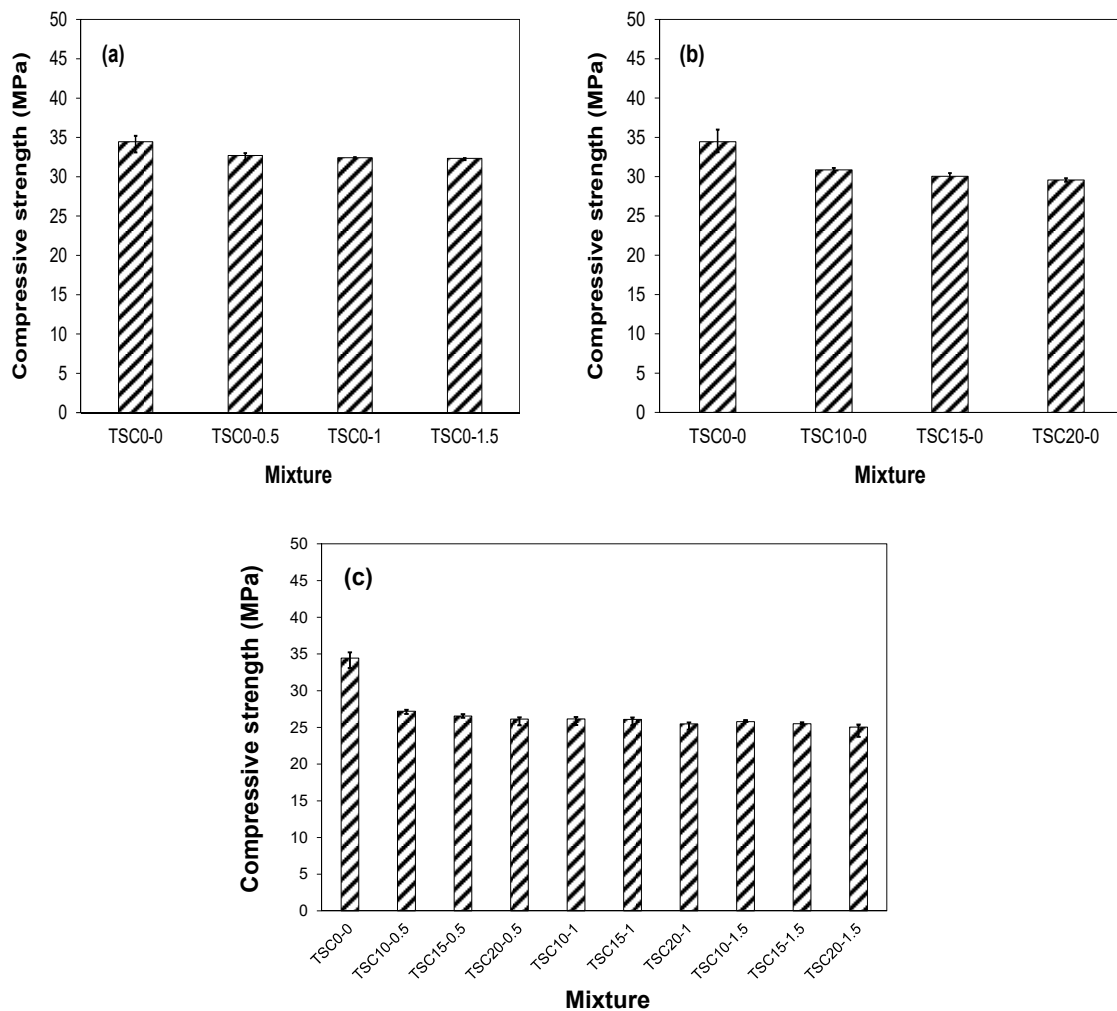 (a)
Compressive strength (MPa)
50
45
40
35
30
25
20
15
10
5
0
TSC0-0 TSC0-0.5 TSC0-1 TSC0-1.5
Mixture
(b)
Compressive strength (MPa)
50
45
40
35
30
25
20
15
10
5
0
TSC0-0 TSC10-0 TSC15-0 TSC20-0
Mixture
(c)
Compressive strength (MPa)
50
45
40
35
30
25
20
15
10
5
0
TSC0-0 TSC10-0.5 TSC15-0.5 TSC20-0.5 TSC10-1 TSC15-1 TSC20-1 TSC10-1.5 TSC15-1.5 TSC20-1.5
Mixture